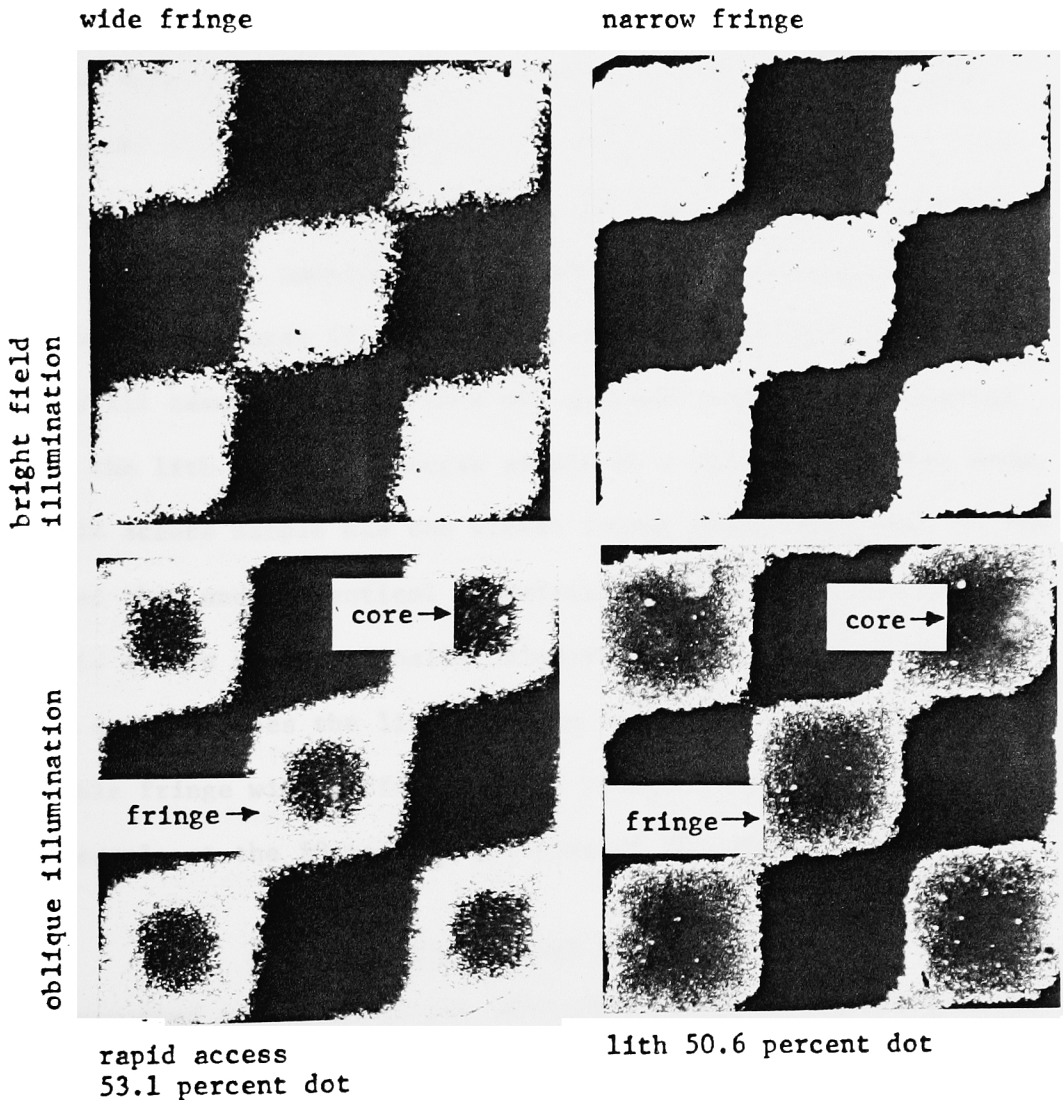 wide fringe
narrow fringe
bright field
illumination
core
core
oblique illumination
fringe
fringe
rapid access
53.1 percent dot
lith 50.6 percent dot